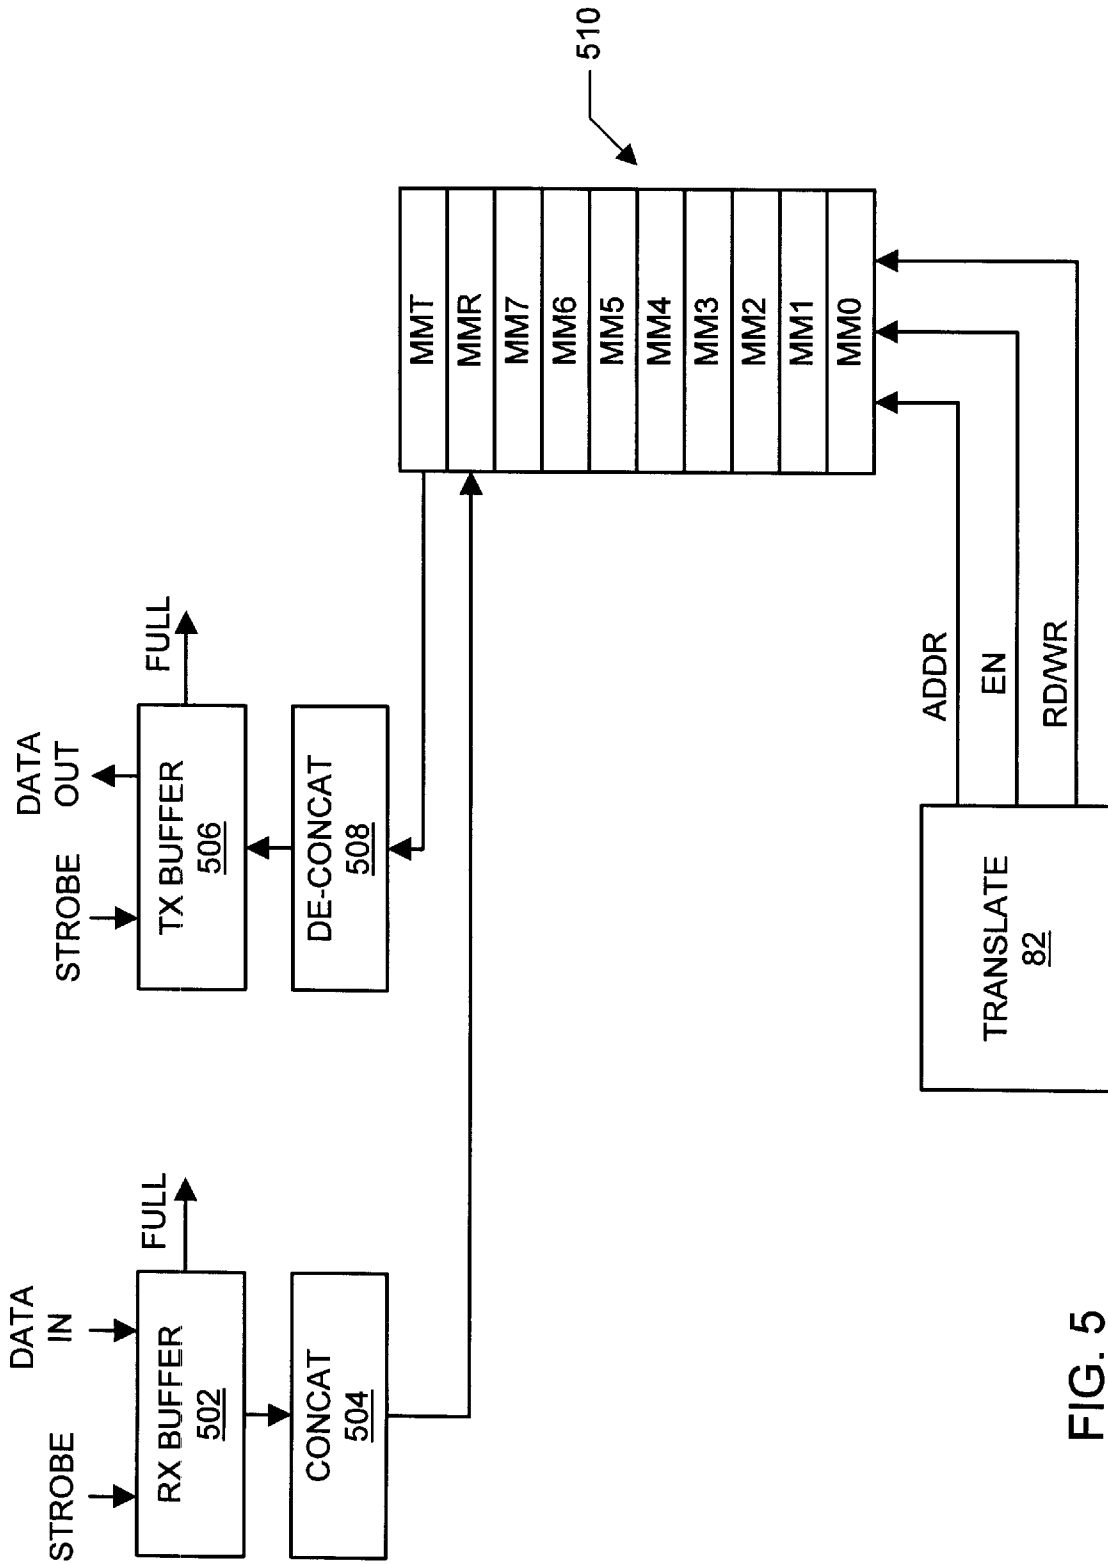 STROBE
DATA
IN
RX BUFFER
502
FULL
CONCAT
504
STROBE
DATA
OUT
TX BUFFER
506
FULL
DE-CONCAT
508
MMT
MMR
MM7
MM6
MM5
MM4
MM3
MM2
MM1
MM0
510
TRANSLATE
82
ADDR
EN
RD/WR
FIG. 5